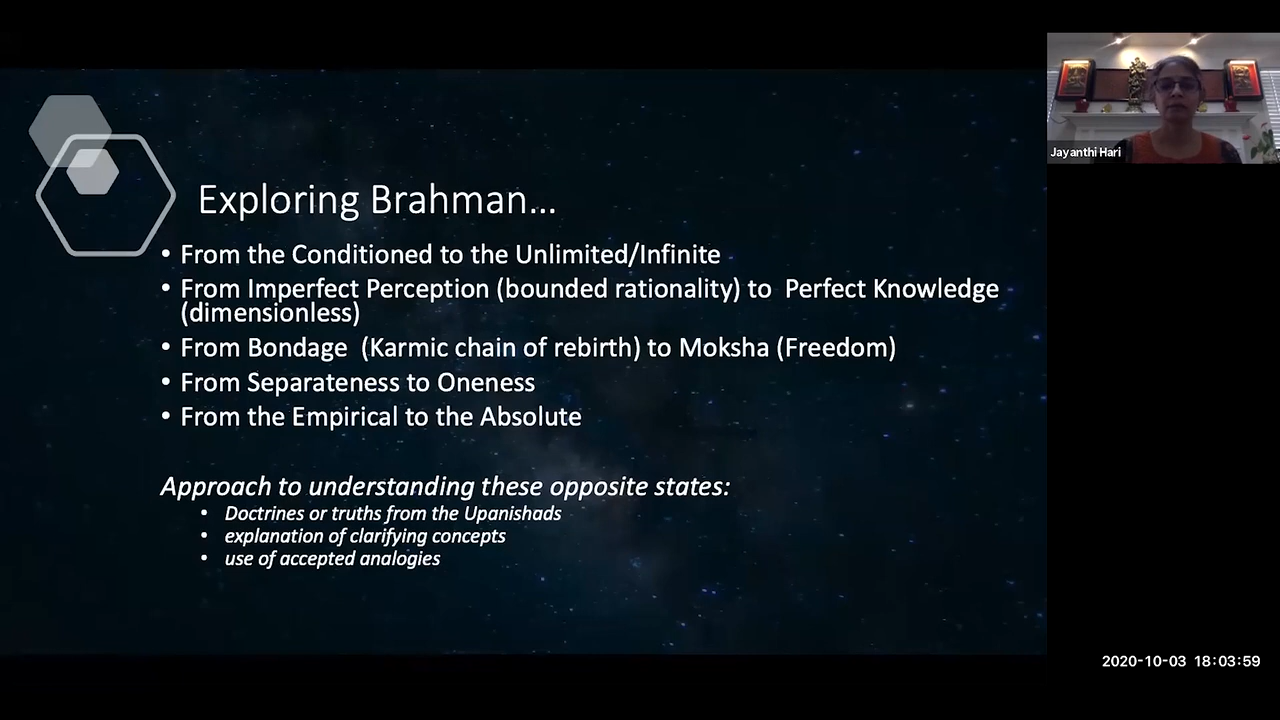 Exploring Brahman...
• From the Conditioned to the Unlimited/Infinite
• From Imperfect Perception (bounded rationality) to  Perfect Knowledge
(dimensionless)
• From Bondage  (Karmic chain of rebirth) to Moksha (Freedom)
• From Separateness to Oneness
• From the Empirical to the Absolute
Approach to understanding these opposite states:
• Doctrines or truths from the Upanishads
• explanation of clarifying concepts
• use of accepted analogies
Jayanthi Hari
2020-10-03 18:03:59